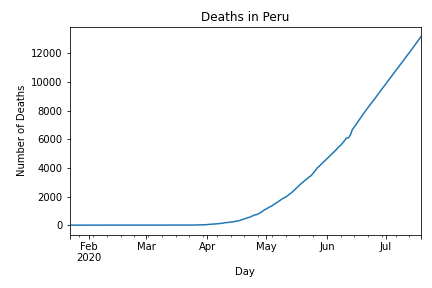 Deaths in Peru
Number of Deaths
12000
10000
8000
6000
4000
2000
0
Feb
2020
Mar
Apr
May
Jun
Jul
Day